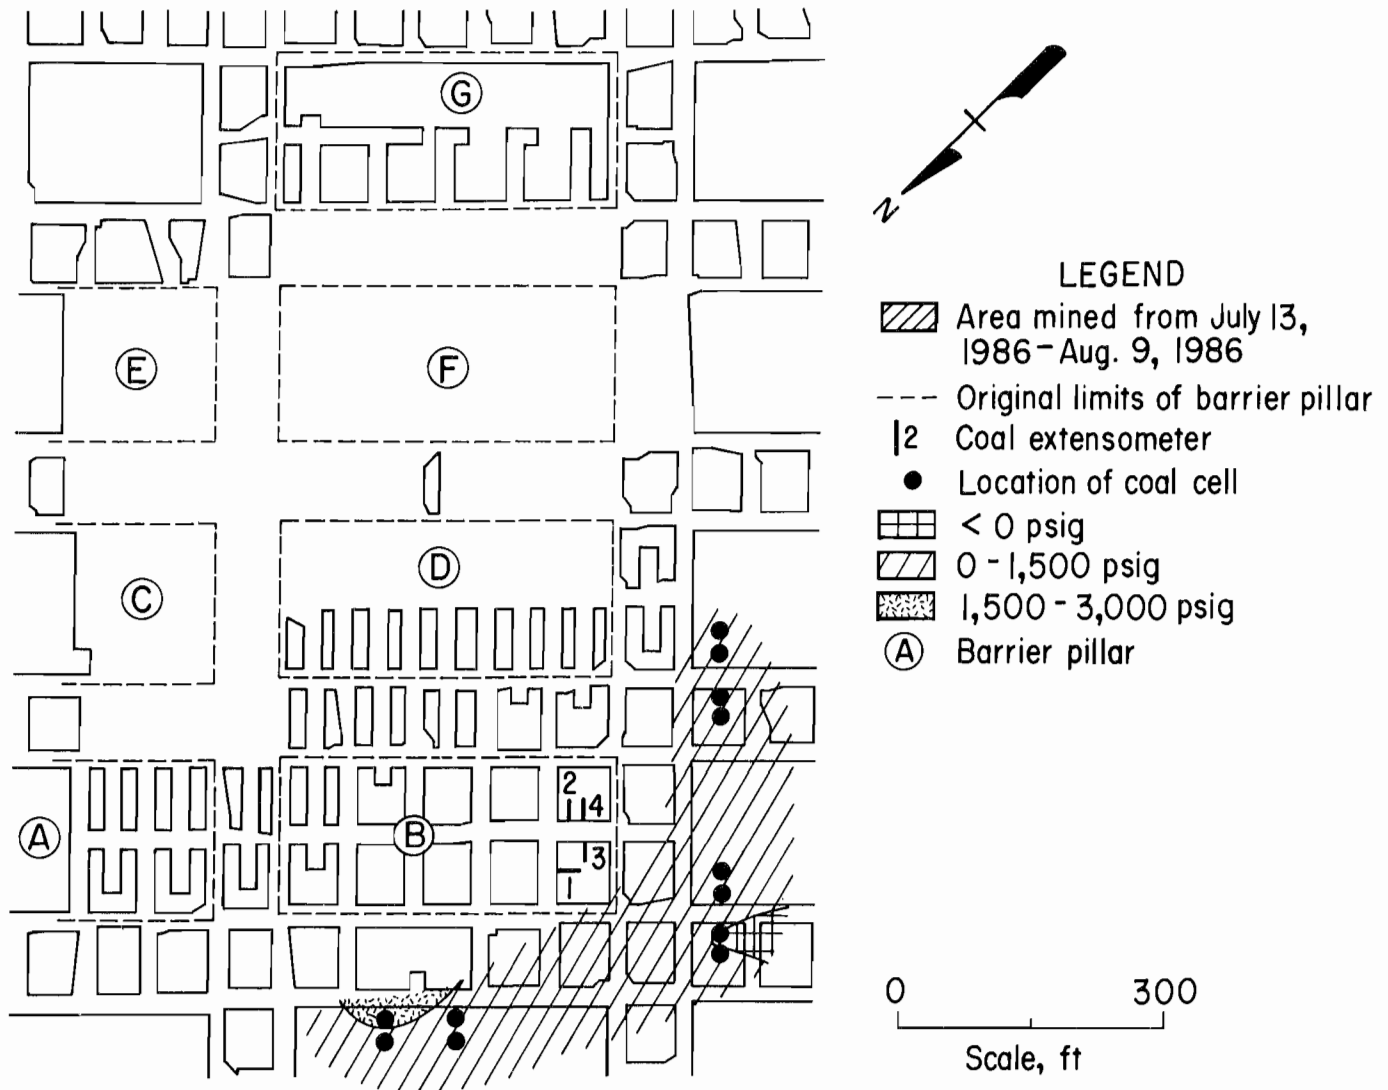 G
N
LEGEND
Area mined from July 13,
1986-Aug. 9, 1986
E
F
Original limits of barrier pillar
2 Coal extensometer
Location of coal cell
< 0 psig
D
0-1,500 psig
C
1,500-3,000 psig
A Barrier pillar
2
4
A
B
3
1
0 300
Scale, ft